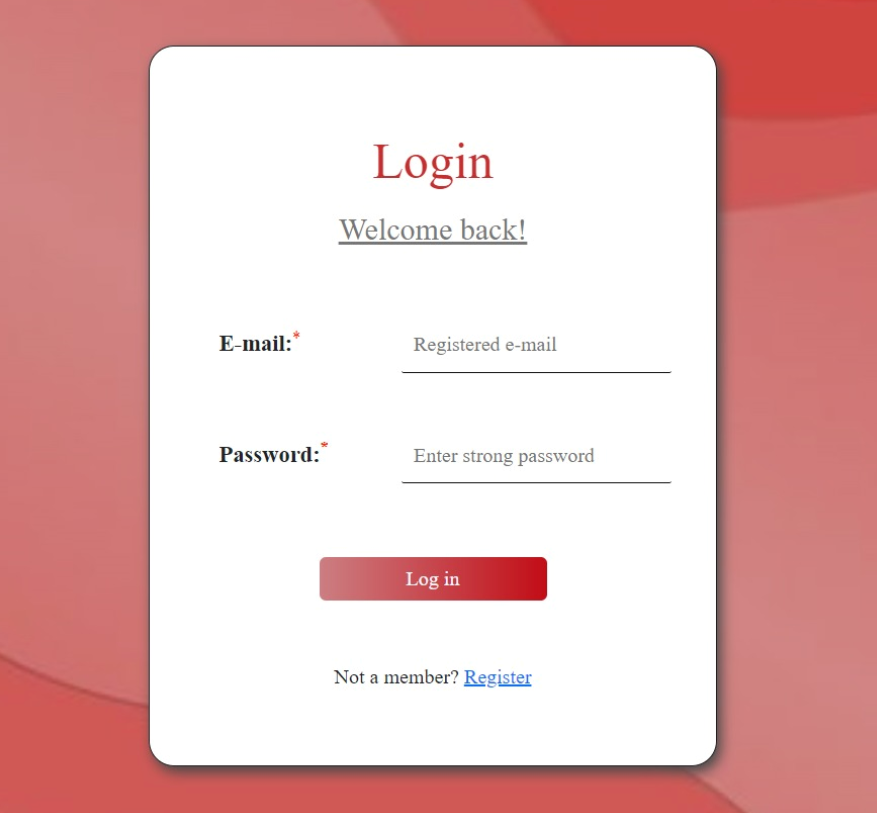 Login
Welcome back!
E-mail:* Registered e-mail
Password:* Enter strong password
Log in
Not a member? Register